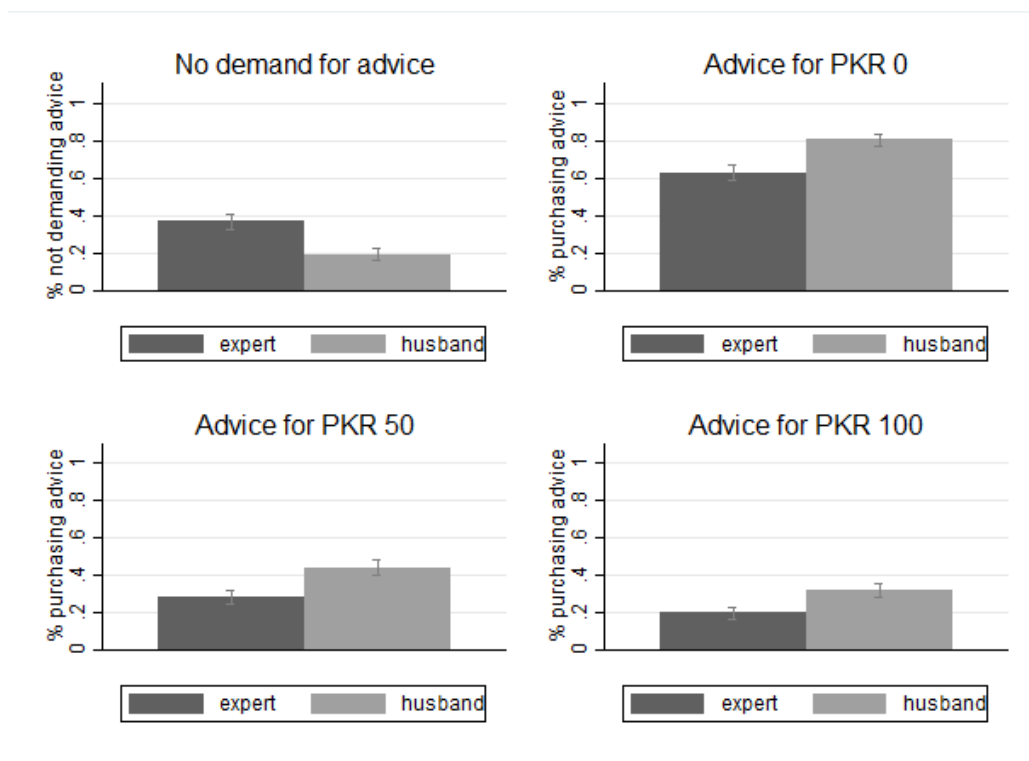 No demand for advice
% not demanding advice
0 .2 .4 .6 .8 1
expert husband
Advice for PKR 0
% purchasing advice
0 .2 .4 .6 .8 1
expert husband
Advice for PKR 50
% purchasing advice
0 .2 .4 .6 .8 1
expert husband
Advice for PKR 100
% purchasing advice
0 .2 .4 .6 .8 1
expert husband